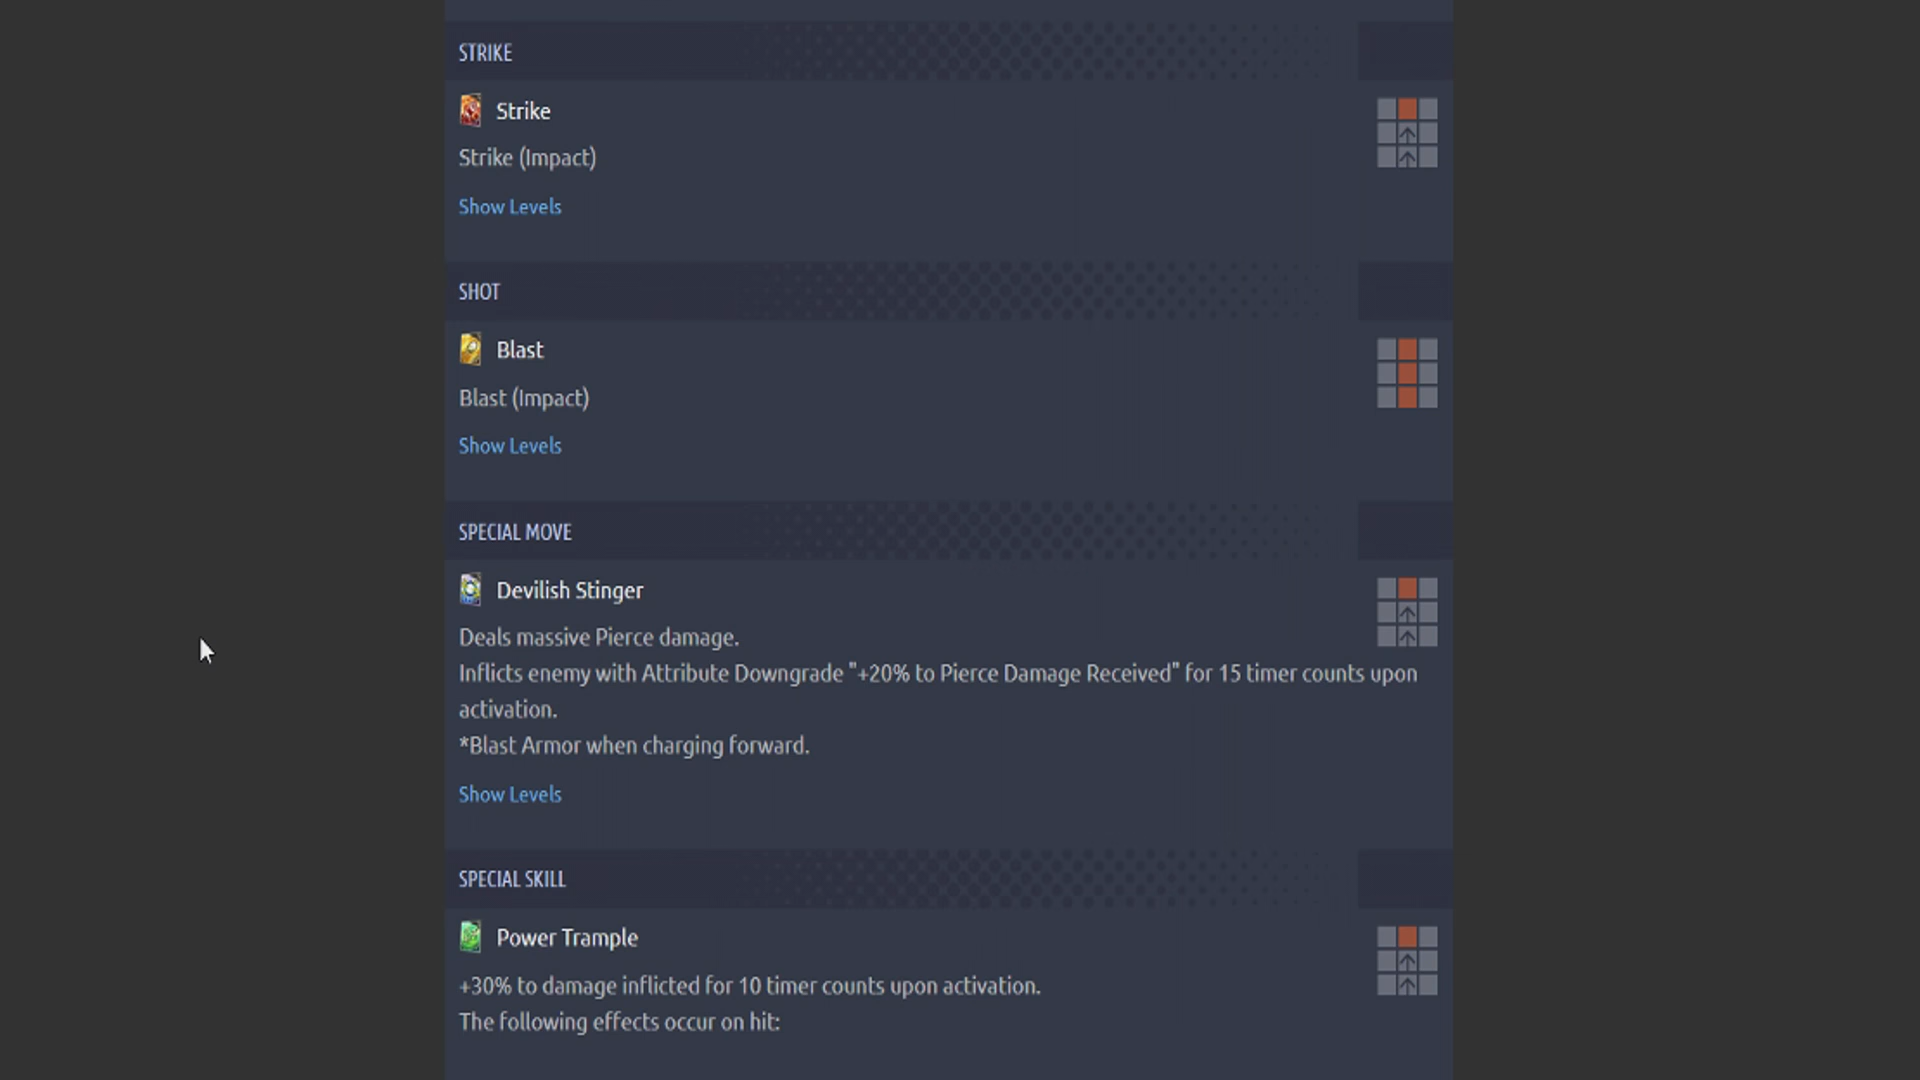 STRIKE
Strike
Strike (Impact)
Show Levels
SHOT
Blast
Blast (Impact)
Show Levels
SPECIAL MOVE
Devilish Stinger
Deals massive Pierce damage.
Inflicts enemy with Attribute Downgrade "+20% to Pierce Damage Received" for 15 timer counts upon
activation.
*Blast Armor when charging forward.
Show Levels
SPECIAL SKILL
Power Trample
+30% to damage inflicted for 10 timer counts upon activation.
The following effects occur on hit: